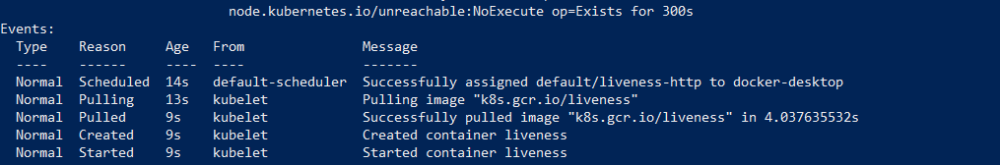 node.kubernetes.io/unreachable:NoExecute op=Exists for 300s
Events:
Type Reason Age From Message
---- ------ ---- ---- -------
Normal Scheduled 14s default-scheduler Successfully assigned default/liveness-http to docker-desktop
Normal Pulling 13s kubelet Pulling image "k8s.gcr.io/liveness"
Normal Pulled 9s kubelet Successfully pulled image "k8s.gcr.io/liveness" in 4.037635532s
Normal Created 9s kubelet Created container liveness
Normal Started 9s kubelet Started container liveness